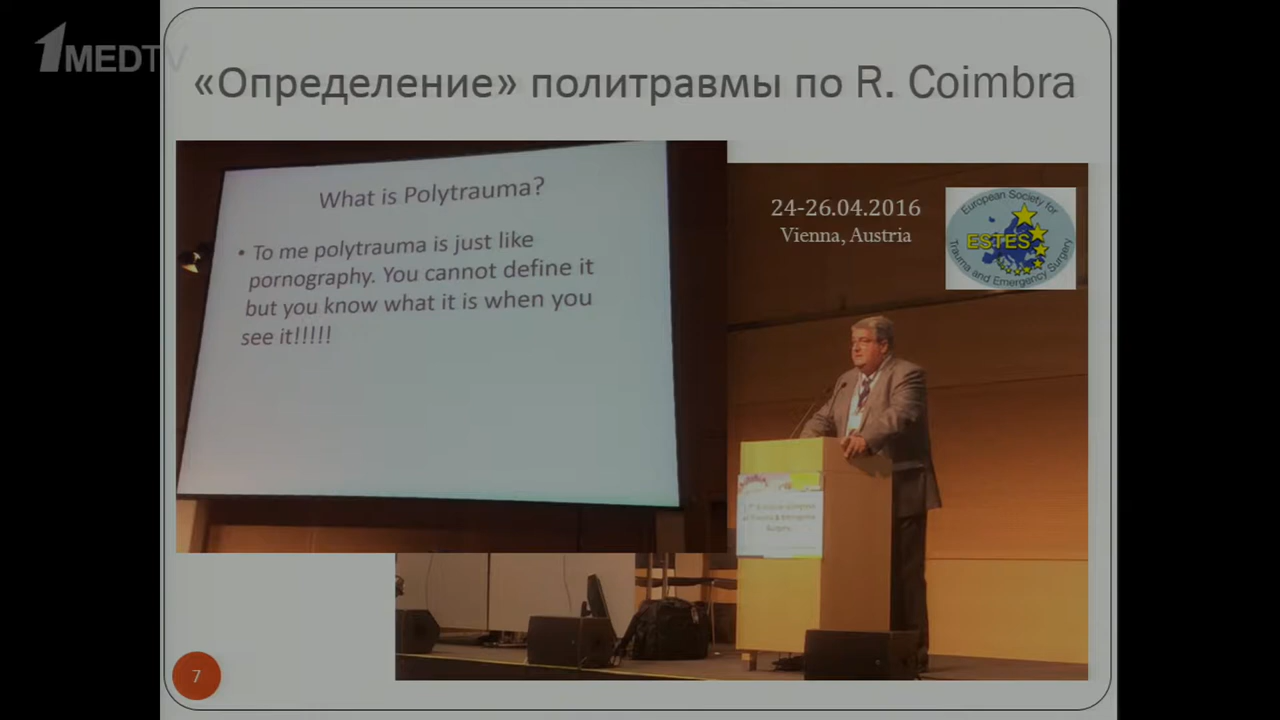 1MEDTV
«Определение» политравмы по R. Coimbra
What is Polytrauma?
• To me polytrauma is just like
pornography. You cannot define it
but you know what it is when you
see it!!!!!
24-26.04.2016
Vienna, Austria
European Society for
ESTES
Trauma and Emergency Surgery
7